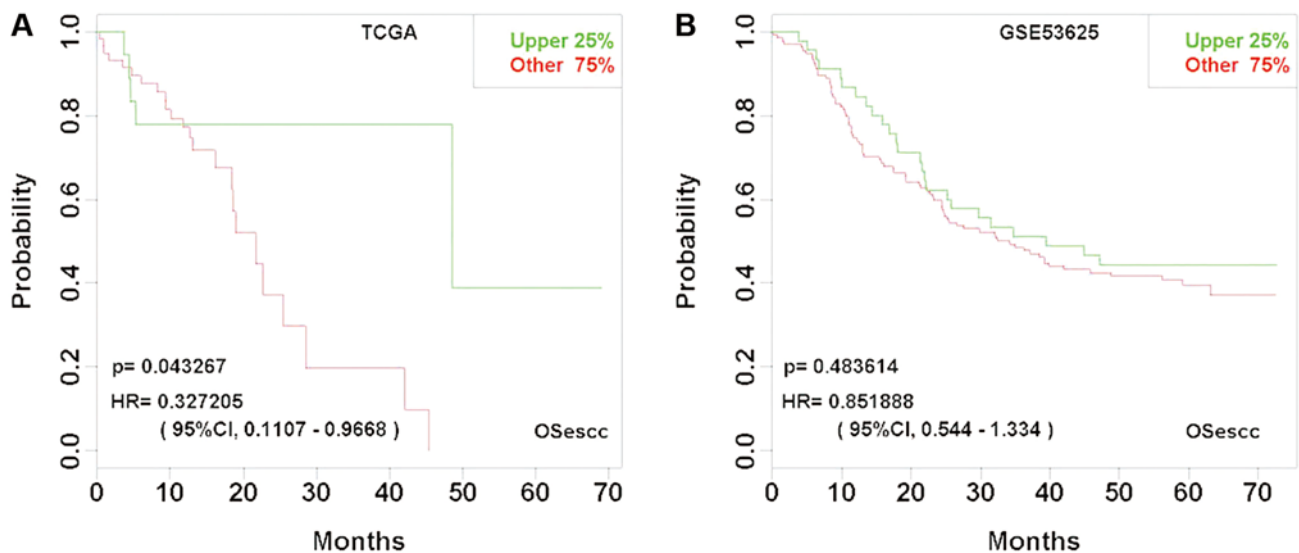 A
TCGA
Upper 25%
Other 75%
Probability
1.0
0.8
0.6
0.4
0.2
0.0
p= 0.043267
HR= 0.327205
( 95%CI, 0.1107 - 0.9668 )
OSescc
0 10 20 30 40 50 60 70
Months
B
GSE53625
Upper 25%
Other 75%
Probability
1.0
0.8
0.6
0.4
0.2
0.0
p= 0.483614
HR= 0.851888
( 95%CI, 0.544 - 1.334 )
OSescc
0 10 20 30 40 50 60 70
Months